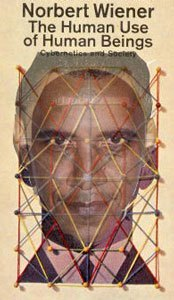 Norbert Wiener
The Human Use
of Human Beings
Cybernetics and Society